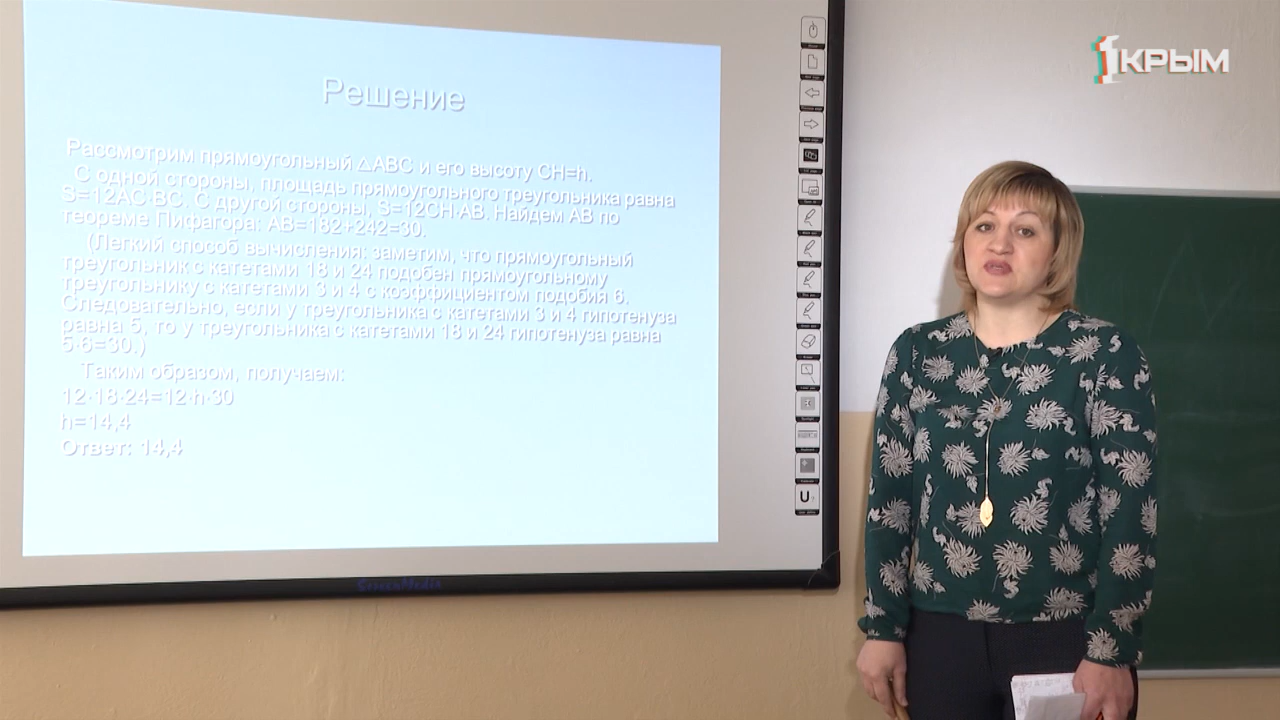 1КРЫМ
Решение
Рассмотрим прямоугольный △ABC и его высоту CH=h.
С одной стороны, площадь прямоугольного треугольника равна
S=12AC·BC. С другой стороны, S=12CH·AB. Найдем AB по
теореме Пифагора: AB=182+242=30.
(Легкий способ вычисления: заметим, что прямоугольный
треугольник с катетами 18 и 24 подобен прямоугольному
треугольнику с катетами 3 и 4 с коэффициентом подобия 6.
Следовательно, если у треугольника с катетами 3 и 4 гипотенуза
равна 5, то у треугольника с катетами 18 и 24 гипотенуза равна
5·6=30.)
Таким образом, получаем:
12·18·24=12·h·30
h=14,4
Ответ: 14,4
ScreenMedia